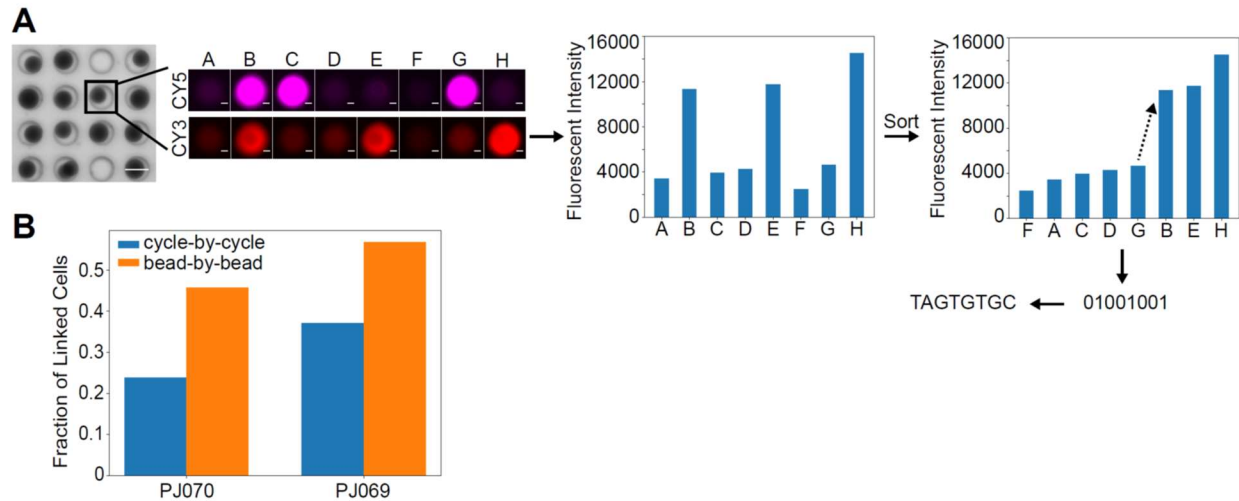 A
A B C D E F G H
CY5
CY3
Fluorescent Intensity
16000
12000
8000
4000
0
A B C D E F G H
Sort
Fluorescent Intensity
16000
12000
8000
4000
0
F A C D G B E H
TAGTGTGC
01001001
B
cycle-by-cycle
bead-by-bead
Fraction of Linked Cells
0.5
0.4
0.3
0.2
0.1
0
PJ070 PJ069